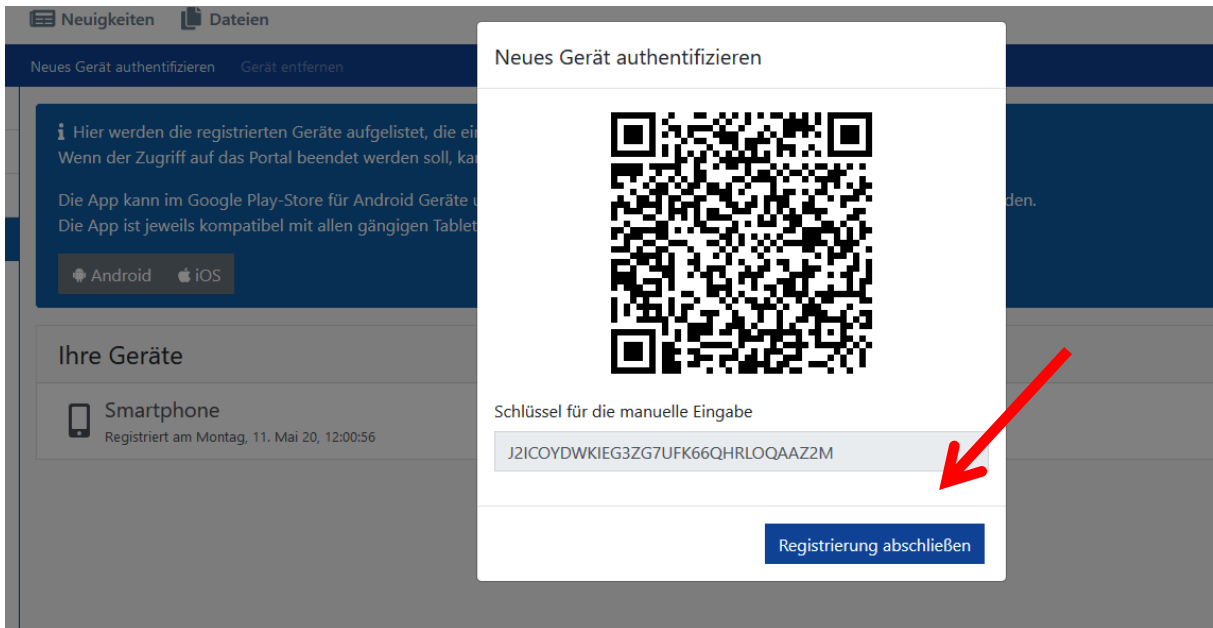 Neuigkeiten Dateien
Neues Gerät authentifizieren Gerät entfernen
Hier werden die registrierten Geräte aufgelistet, die
Wenn der Zugriff auf das Portal beendet werden soll,
Die App kann im Google Play-Store für Android Geräte
den.
Die App ist jeweils kompatibel mit allen gängigen
Android iOS
Ihre Geräte
Smartphone
Registriert am Montag, 11. Mai 20, 12:00:56
Neues Gerät authentifizieren
Schlüssel für die manuelle Eingabe
J2ICOYDWKIEG3ZG7UFK66QHRLOQAAZ2M
Registrierung abschließen